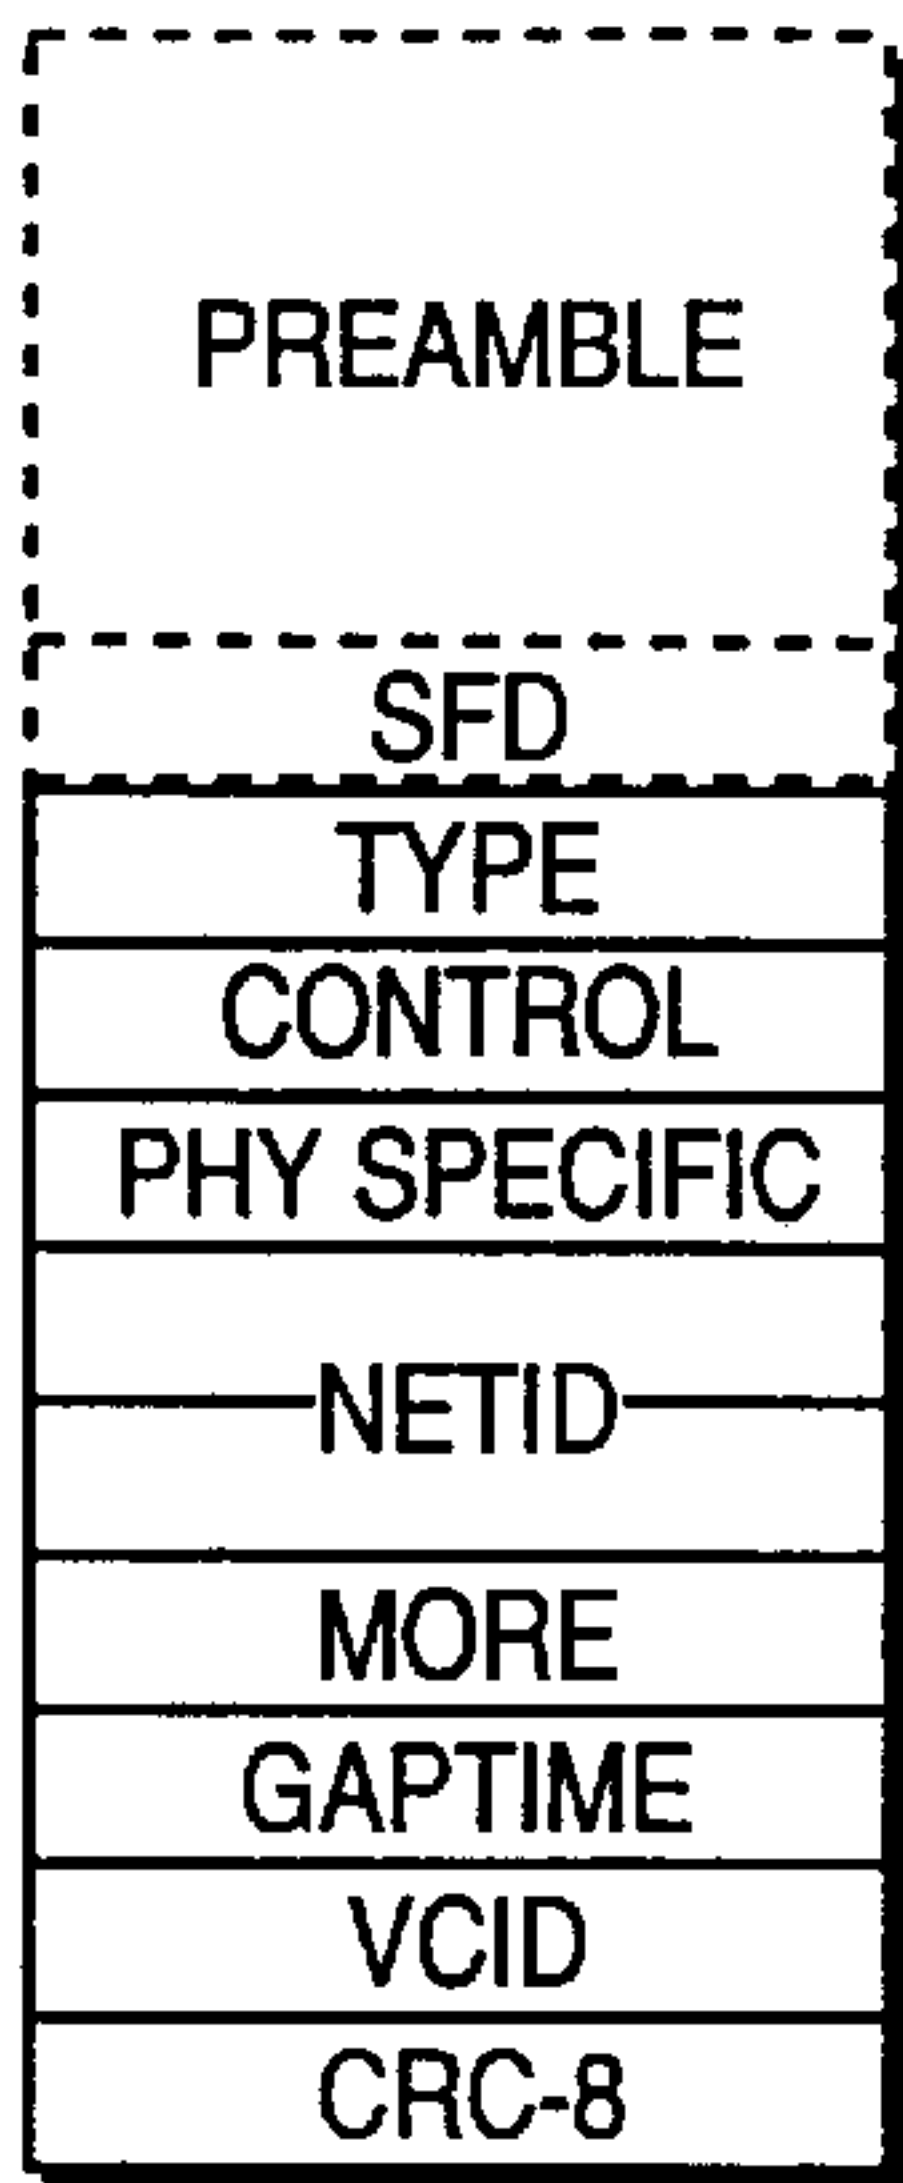 PREAMBLE
SFD
TYPE
CONTROL
PHY SPECIFIC
NETID
MORE
GAPTIME
VCID
CRC-8